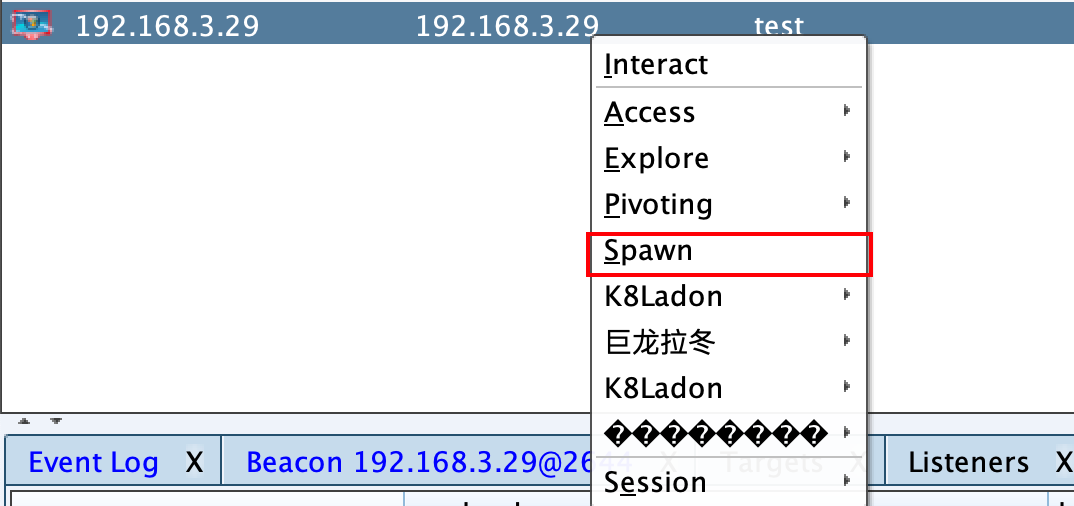 192.168.3.29 192.168.3.29 test
Interact
Access
Explore
Pivoting
Spawn
K8Ladon
巨龙拉冬
K8Ladon
���������
Session
Event Log X Beacon 192.168.3.29@2644 X Targets X Listeners X